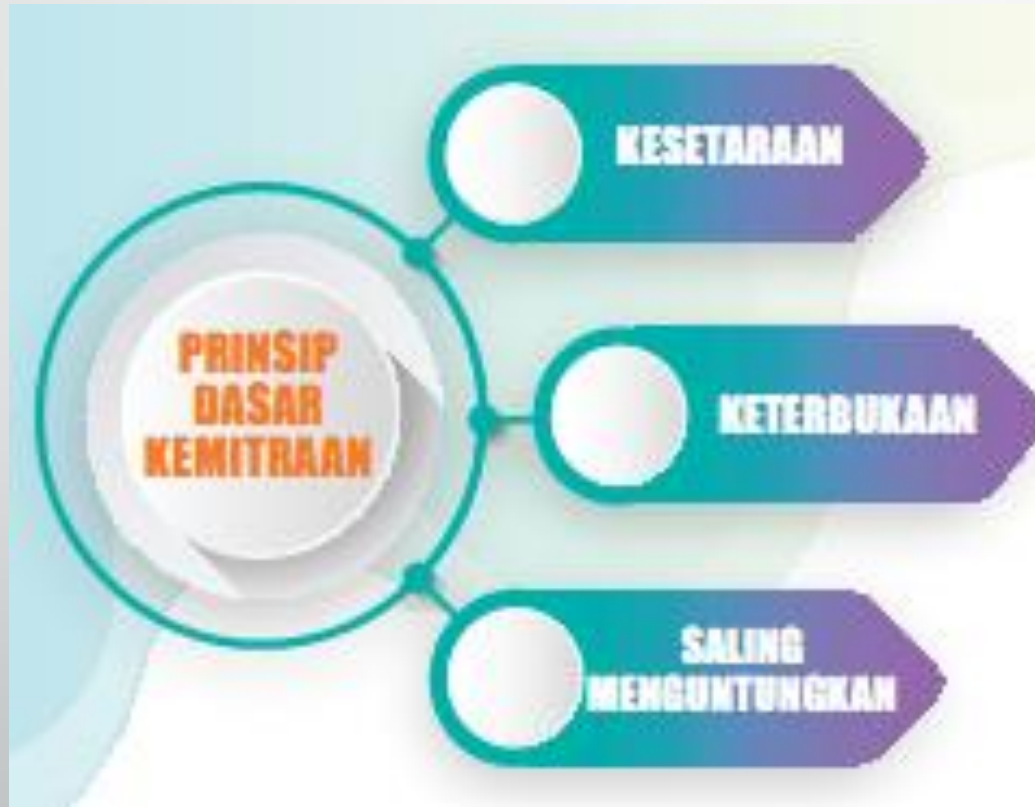 PRINSIP
DASAR
KEMITRAAN
KESETARAAN
KETERBUKAAN
SALING
MENGUNTUNGKAN